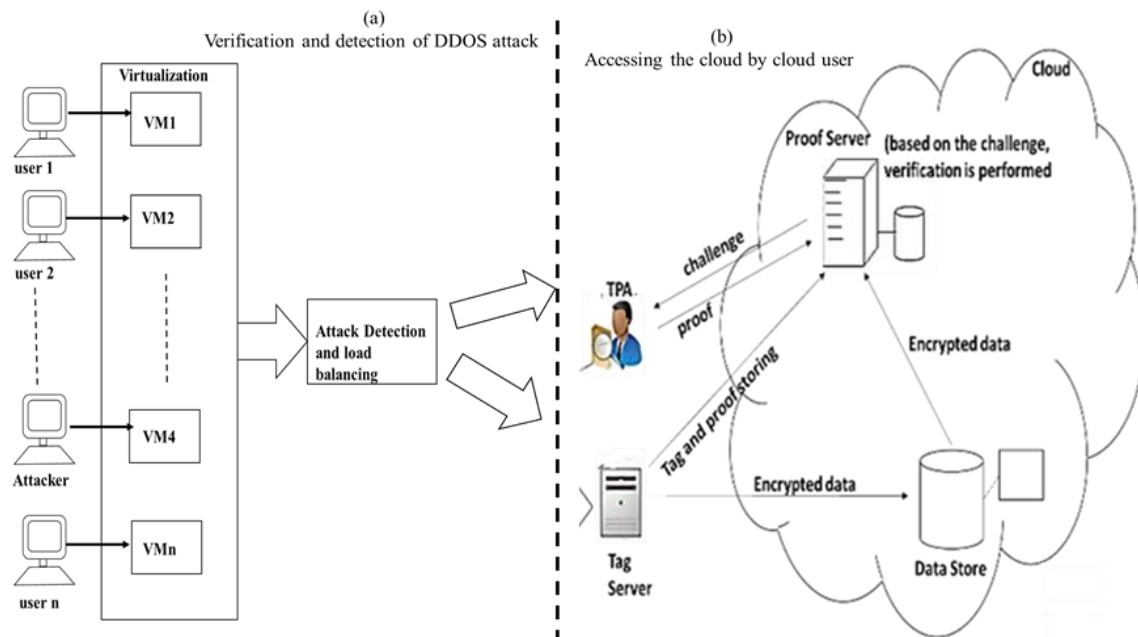 (a)
Verification and detection of DDOS attack
Virtualization
VM1
user 1
VM2
user 2
Attack Detection
and load
balancing
VM4
Attacker
VMn
user n
(b)
Accessing the cloud by cloud user
Cloud
Proof Server
(based on the challenge,
verification is performed
challenge
TPA
proof
Encrypted data
Tag and proof storing
Encrypted data
Tag
Server
Data Store